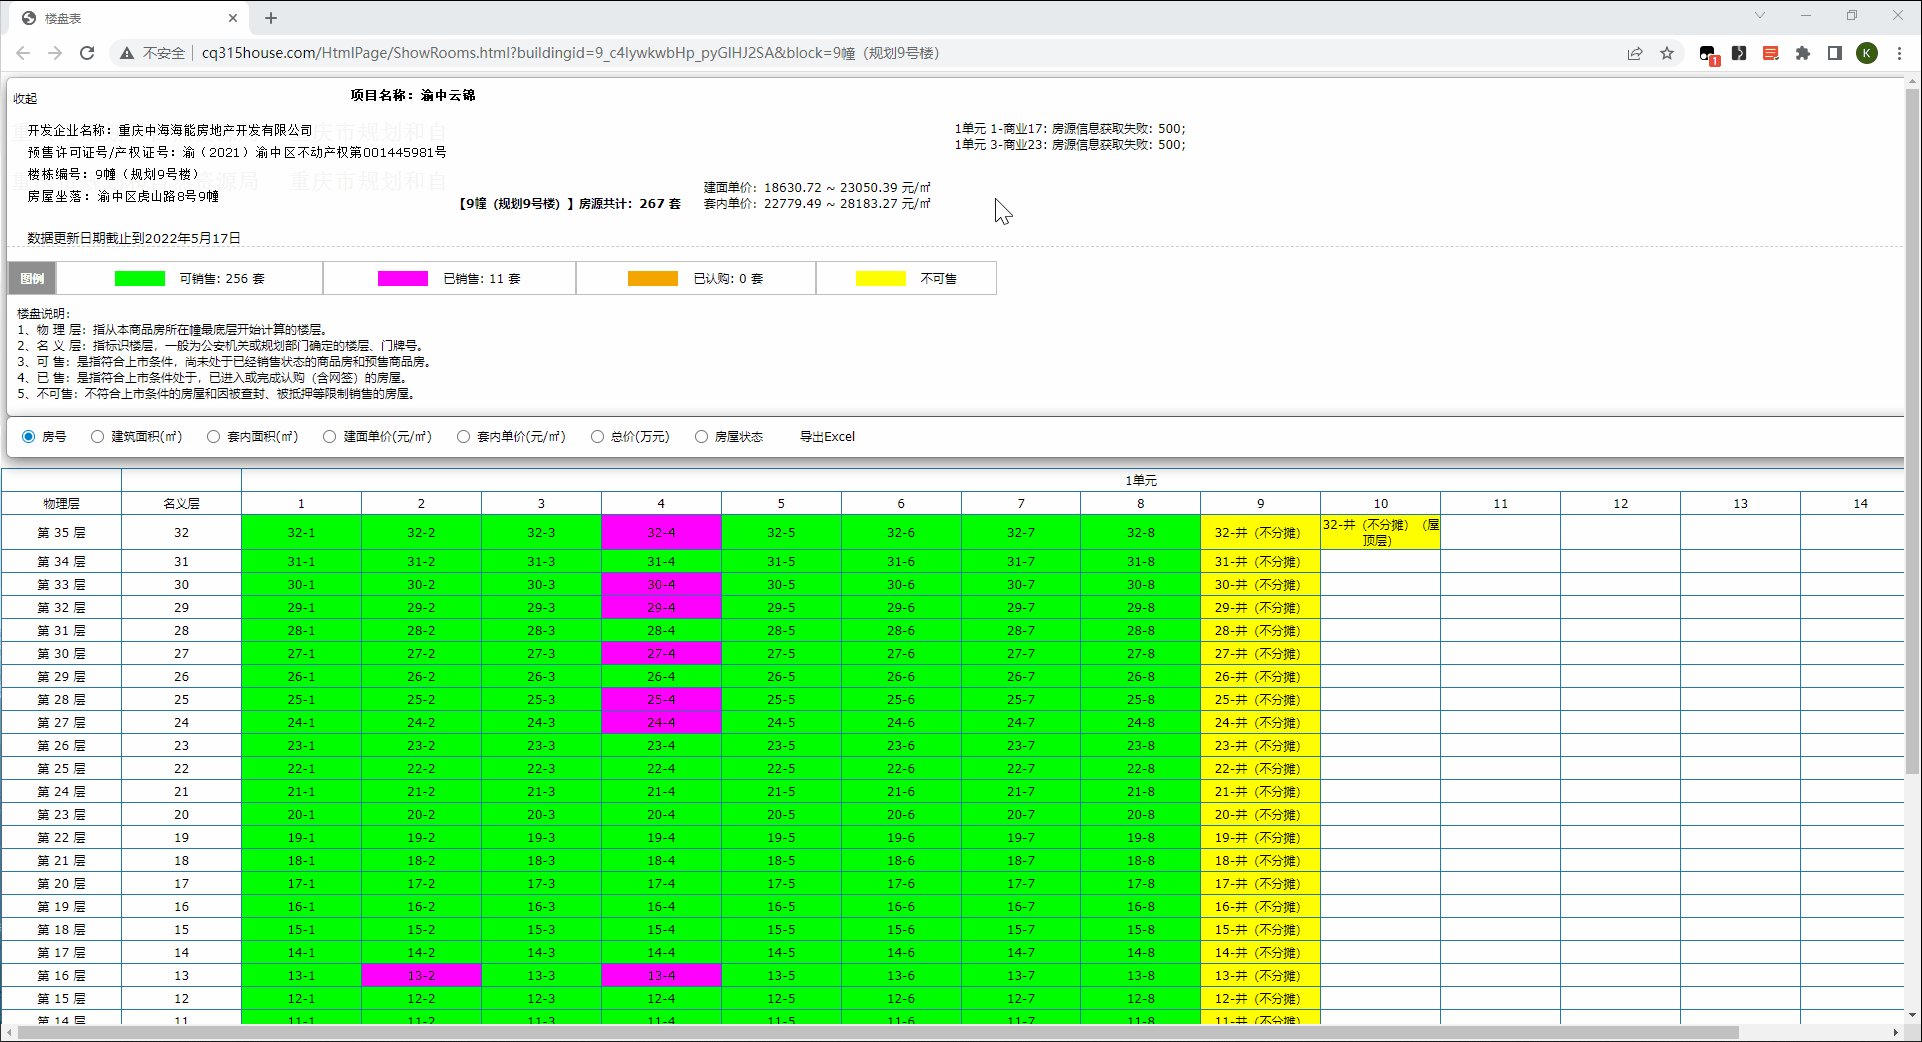 楼盘表
不安全 cq315house.com/HtmlPage/ShowRooms.html?buildingid=9_c4lywkwbHp_pyGIHJ2SA&block=9幢（规划9号楼）
1
K
收起
项目名称：渝中云锦
开发企业名称：重庆中海海能房地产开发有限公司
预售许可证号/产权证号：渝（2021）渝中区不动产权第001445981号
楼栋编号：9幢（规划9号楼）
房屋坐落：渝中区虎山路8号9幢
数据更新日期截止到2022年5月17日
重庆市规划和自
源局 重庆市规划和自
【9幢（规划9号楼）】房源共计：267 套
建面单价：18630.72 ~ 23050.39 元/㎡
套内单价：22779.49 ~ 28183.27 元/㎡
1单元 1-商业17：房源信息获取失败：500；
1单元 3-商业23：房源信息获取失败：500；
图例 可销售: 256 套 已销售: 11 套 已认购: 0 套 不可售
楼盘说明：
1、物 理 层：指从本商品房所在幢最底层开始计算的楼层。
2、名 义 层：指标识楼层，一般为公安机关或规划部门确定的楼层、门牌号。
3、可 售：是指符合上市条件，尚未处于已经销售状态的商品房和预售商品房。
4、已 售：是指符合上市条件处于，已进入或完成认购（含网签）的房屋。
5、不可售：不符合上市条件的房屋和因被查封、被抵押等限制销售的房屋。
房号 建筑面积(㎡) 套内面积(㎡) 建面单价(元/㎡) 套内单价(元/㎡) 总价(万元) 房屋状态 导出Excel
1单元
物理层 名义层 1 2 3 4 5 6 7 8 9 10 11 12 13 14
第 35 层 32 32-1 32-2 32-3 32-4 32-5 32-6 32-7 32-8 32-井（不分摊） 32-井（不分摊）（屋
顶层）
第 34 层 31 31-1 31-2 31-3 31-4 31-5 31-6 31-7 31-8 31-井（不分摊）
第 33 层 30 30-1 30-2 30-3 30-4 30-5 30-6 30-7 30-8 30-井（不分摊）
第 32 层 29 29-1 29-2 29-3 29-4 29-5 29-6 29-7 29-8 29-井（不分摊）
第 31 层 28 28-1 28-2 28-3 28-4 28-5 28-6 28-7 28-8 28-井（不分摊）
第 30 层 27 27-1 27-2 27-3 27-4 27-5 27-6 27-7 27-8 27-井（不分摊）
第 29 层 26 26-1 26-2 26-3 26-4 26-5 26-6 26-7 26-8 26-井（不分摊）
第 28 层 25 25-1 25-2 25-3 25-4 25-5 25-6 25-7 25-8 25-井（不分摊）
第 27 层 24 24-1 24-2 24-3 24-4 24-5 24-6 24-7 24-8 24-井（不分摊）
第 26 层 23 23-1 23-2 23-3 23-4 23-5 23-6 23-7 23-8 23-井（不分摊）
第 25 层 22 22-1 22-2 22-3 22-4 22-5 22-6 22-7 22-8 22-井（不分摊）
第 24 层 21 21-1 21-2 21-3 21-4 21-5 21-6 21-7 21-8 21-井（不分摊）
第 23 层 20 20-1 20-2 20-3 20-4 20-5 20-6 20-7 20-8 20-井（不分摊）
第 22 层 19 19-1 19-2 19-3 19-4 19-5 19-6 19-7 19-8 19-井（不分摊）
第 21 层 18 18-1 18-2 18-3 18-4 18-5 18-6 18-7 18-8 18-井（不分摊）
第 20 层 17 17-1 17-2 17-3 17-4 17-5 17-6 17-7 17-8 17-井（不分摊）
第 19 层 16 16-1 16-2 16-3 16-4 16-5 16-6 16-7 16-8 16-井（不分摊）
第 18 层 15 15-1 15-2 15-3 15-4 15-5 15-6 15-7 15-8 15-井（不分摊）
第 17 层 14 14-1 14-2 14-3 14-4 14-5 14-6 14-7 14-8 14-井（不分摊）
第 16 层 13 13-1 13-2 13-3 13-4 13-5 13-6 13-7 13-8 13-井（不分摊）
第 15 层 12 12-1 12-2 12-3 12-4 12-5 12-6 12-7 12-8 12-井（不分摊）
第 14 层 11 11-1 11-2 11-3 11-4 11-5 11-6 11-7 11-8 11-井（不分摊）